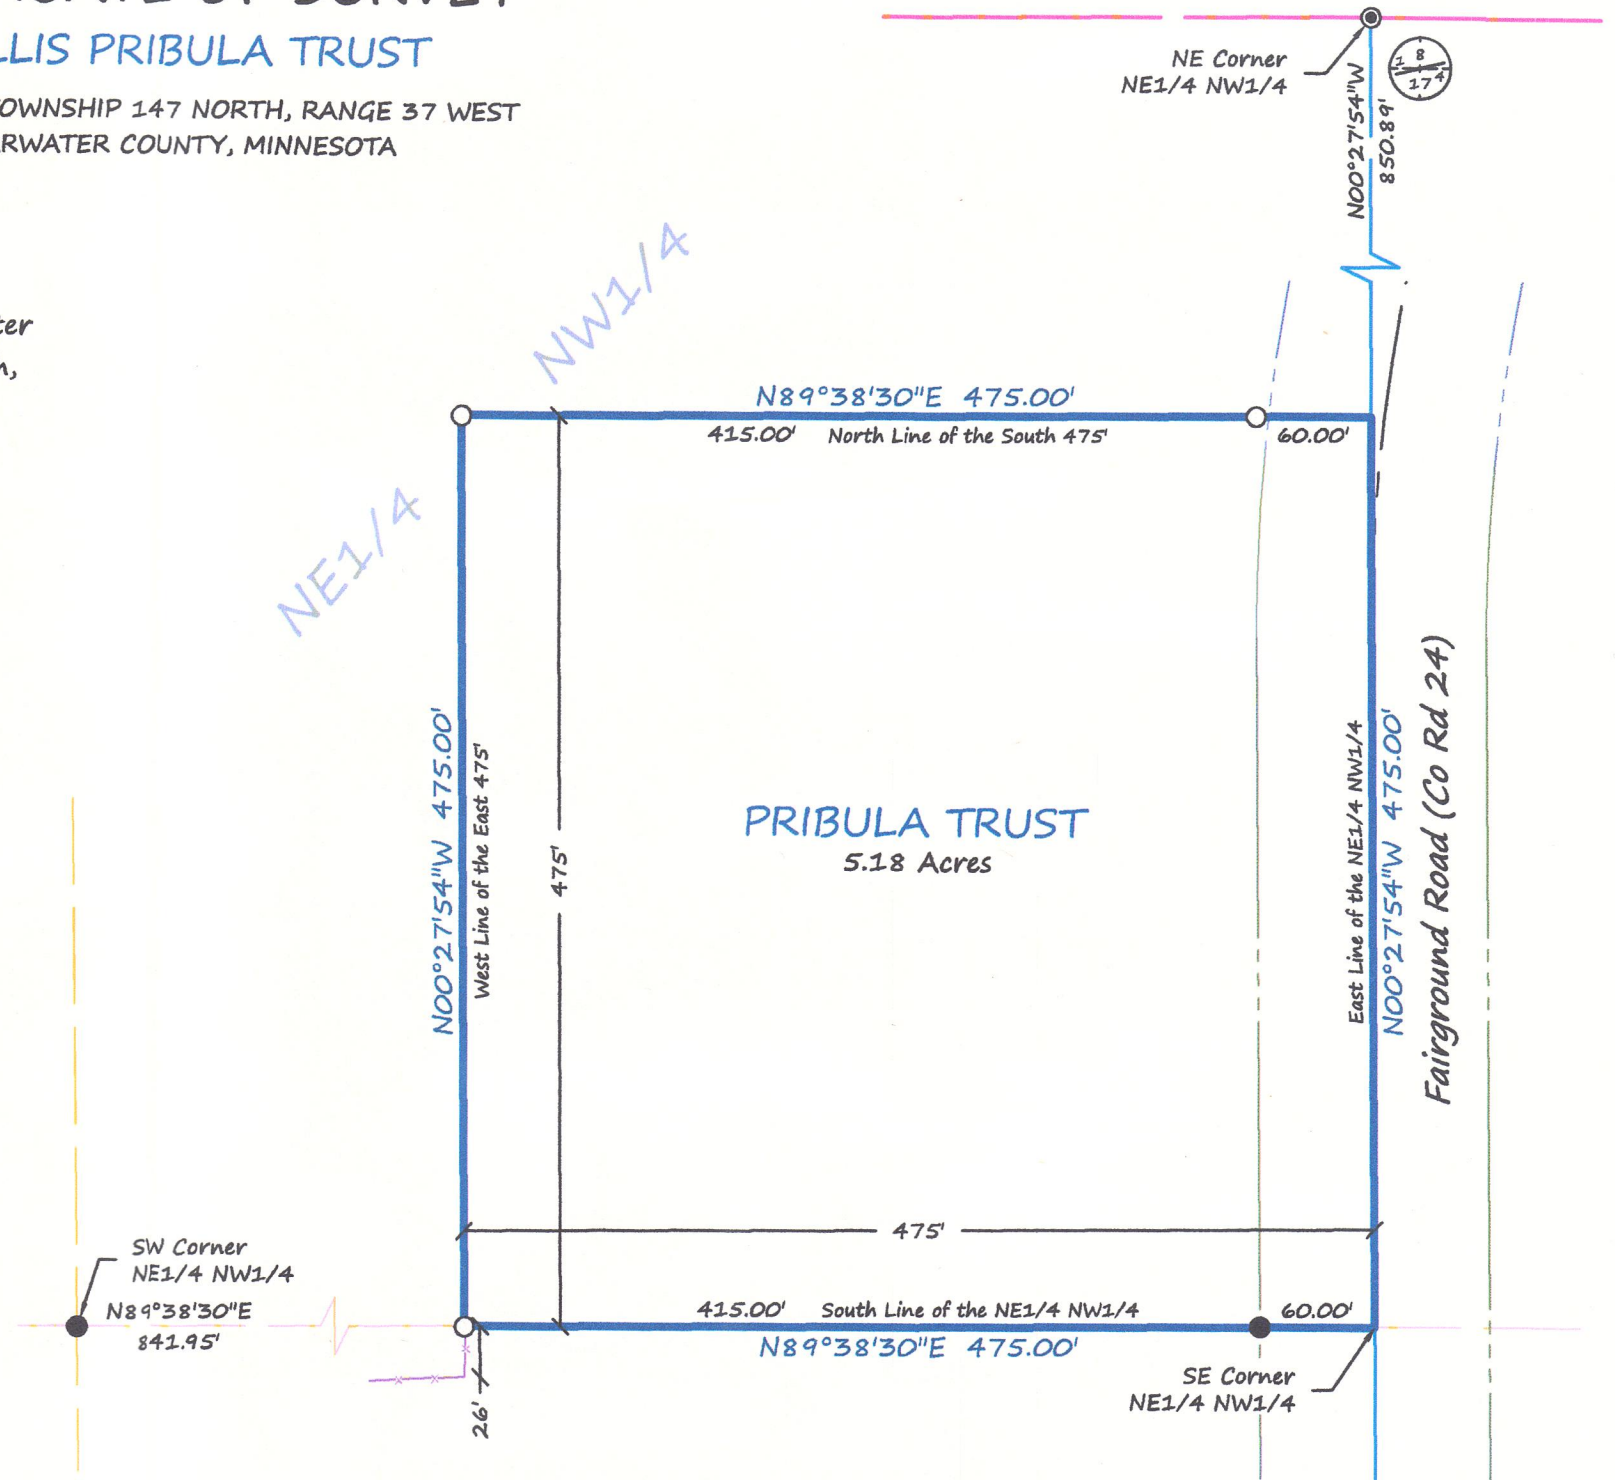 LLIS PRIBULA TRUST
TOWNSHIP 147 NORTH, RANGE 37 WEST
RWATER COUNTY, MINNESOTA
NE Corner
NE1/4 NW1/4
1 8
17 4
N00°27'54"W
850.89'
ter
NW1/4
NE1/4
N89°38'30"E 475.00'
415.00' North Line of the South 475' 60.00'
N00°27'54"W 475.00'
West Line of the East 475'
475'
PRIBULA TRUST
5.18 Acres
East Line of the NE1/4 NW1/4
N00°27'54"W 475.00'
Fairground Road (Co Rd 24)
475'
SW Corner
NE1/4 NW1/4
N89°38'30"E
841.95'
415.00' South Line of the NE1/4 NW1/4 60.00'
N89°38'30"E 475.00'
SE Corner
NE1/4 NW1/4
26'